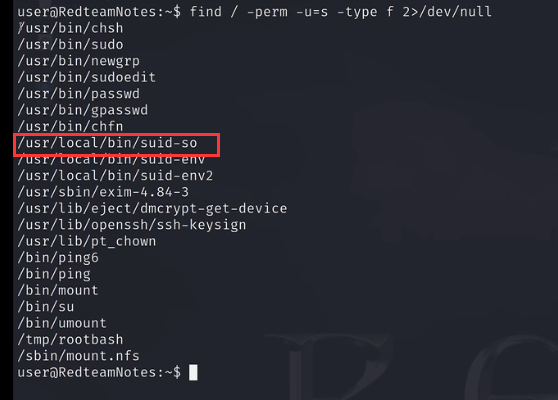 user@RedteamNotes:~$ find / -perm -u=s -type f 2>/dev/null
/usr/bin/chsh
/usr/bin/sudo
/usr/bin/newgrp
/usr/bin/sudoedit
/usr/bin/passwd
/usr/bin/gpasswd
/usr/bin/chfn
/usr/local/bin/suid-so
/usr/local/bin/suid-env
/usr/local/bin/suid-env2
/usr/sbin/exim-4.84-3
/usr/lib/eject/dmcrypt-get-device
/usr/lib/openssh/ssh-keysign
/usr/lib/pt_chown
/bin/ping6
/bin/ping
/bin/mount
/bin/su
/bin/umount
/tmp/rootbash
/sbin/mount.nfs
user@RedteamNotes:~$